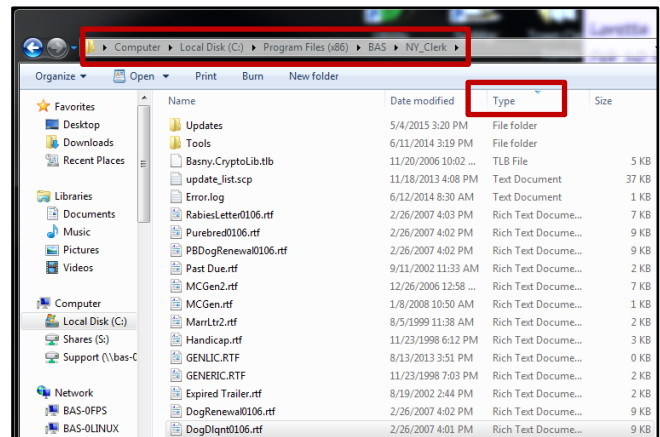 Computer ▸ Local Disk (C:) ▸ Program Files (x86) ▸ BAS ▸ NY_Clerk ▸
Organize Open Print Burn New folder
Favorites
Desktop
Downloads
Recent Places
Libraries
Documents
Music
Pictures
Videos
Computer
Local Disk (C:)
Shares (S:)
Support (\\bas-C
Network
BAS-0FPS
BAS-0LINUX
Name Date modified Type Size
Updates 5/4/2015 3:20 PM File folder
Tools 6/11/2014 3:19 PM File folder
Basny.CryptoLib.tlb 11/20/2006 10:02 ... TLB File 5 KB
update_list.scp 11/18/2013 4:08 PM Text Document 37 KB
Error.log 6/12/2014 8:30 AM Text Document 1 KB
RabiesLetter0106.rtf 2/26/2007 4:03 PM Rich Text Docume... 7 KB
Purebred0106.rtf 2/26/2007 4:02 PM Rich Text Docume... 9 KB
PBDogRenewal0106.rtf 2/26/2007 4:02 PM Rich Text Docume... 9 KB
Past Due.rtf 9/11/2002 11:33 AM Rich Text Docume... 2 KB
MCGen2.rtf 12/26/2006 12:58 ... Rich Text Docume... 7 KB
MCGen.rtf 1/8/2008 10:50 AM Rich Text Docume... 1 KB
MarrLtr2.rtf 8/5/1999 11:38 AM Rich Text Docume... 2 KB
Handicap.rtf 11/23/1998 6:12 PM Rich Text Docume... 3 KB
GENLIC.RTF 8/13/2013 3:51 PM Rich Text Docume... 0 KB
GENERIC.RTF 11/23/1998 7:03 PM Rich Text Docume... 2 KB
Expired Trailer.rtf 8/19/2002 2:44 PM Rich Text Docume... 2 KB
DogRenewal0106.rtf 2/26/2007 4:02 PM Rich Text Docume... 9 KB
DogDlqnt0106.rtf 2/26/2007 4:01 PM Rich Text Docume... 9 KB